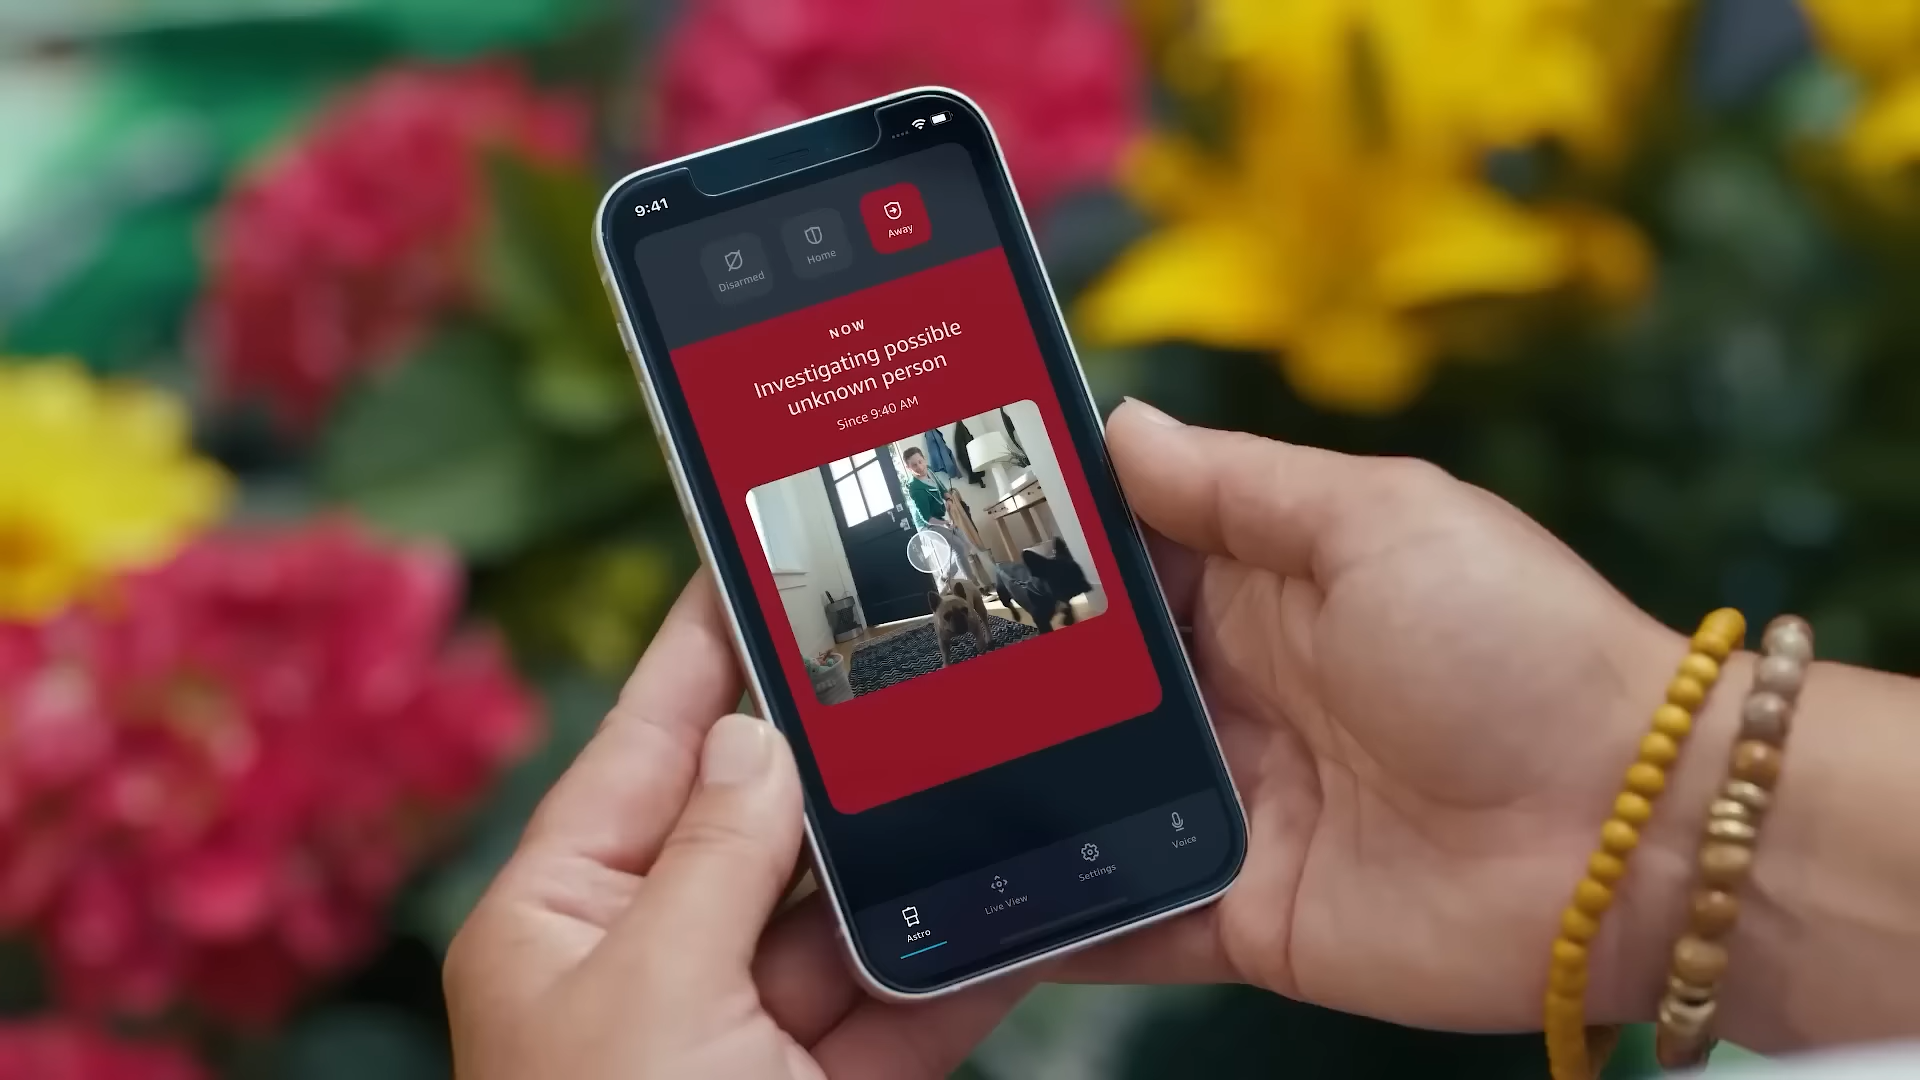 9:41
Disarmed
Home
Away
NOW
Investigating possible
unknown person
Since 9:40 AM
Astro
Live View
Settings
Voice